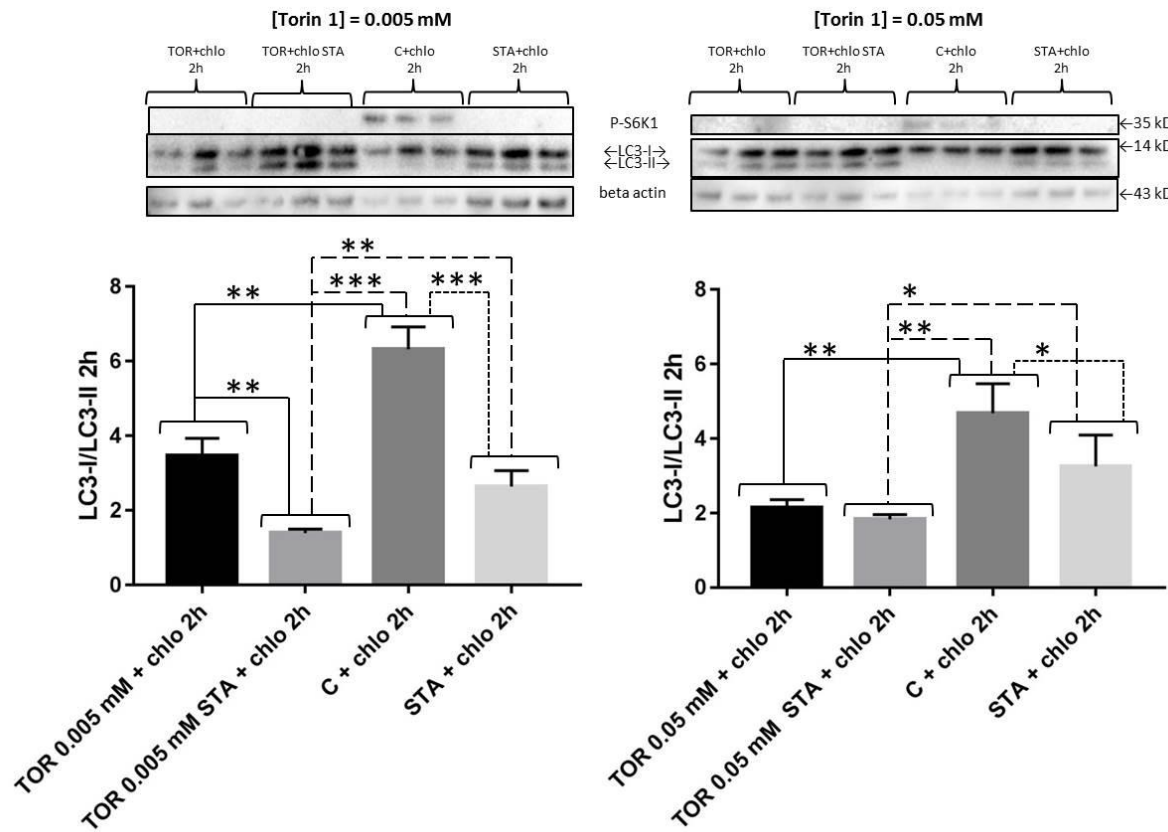 [Torin 1] = 0.005 mM
TOR+chlo 2h
TOR+chlo STA 2h
C+chlo 2h
STA+chlo 2h
[Torin 1] = 0.05 mM
TOR+chlo 2h
TOR+chlo STA 2h
C+chlo 2h
STA+chlo 2h
P-S6K1
←35 kD
←LC3-I→
←14 kD
←LC3-II→
beta actin
←43 kD
LC3-I/LC3-II 2h
8
6
4
2
0
**
**
**
***
***
TOR 0.005 mM + chlo 2h
TOR 0.005 mM STA + chlo 2h
C + chlo 2h
STA + chlo 2h
LC3-I/LC3-II 2h
8
6
4
2
0
*
**
**
*
TOR 0.05 mM + chlo 2h
TOR 0.05 mM STA + chlo 2h
C + chlo 2h
STA + chlo 2h